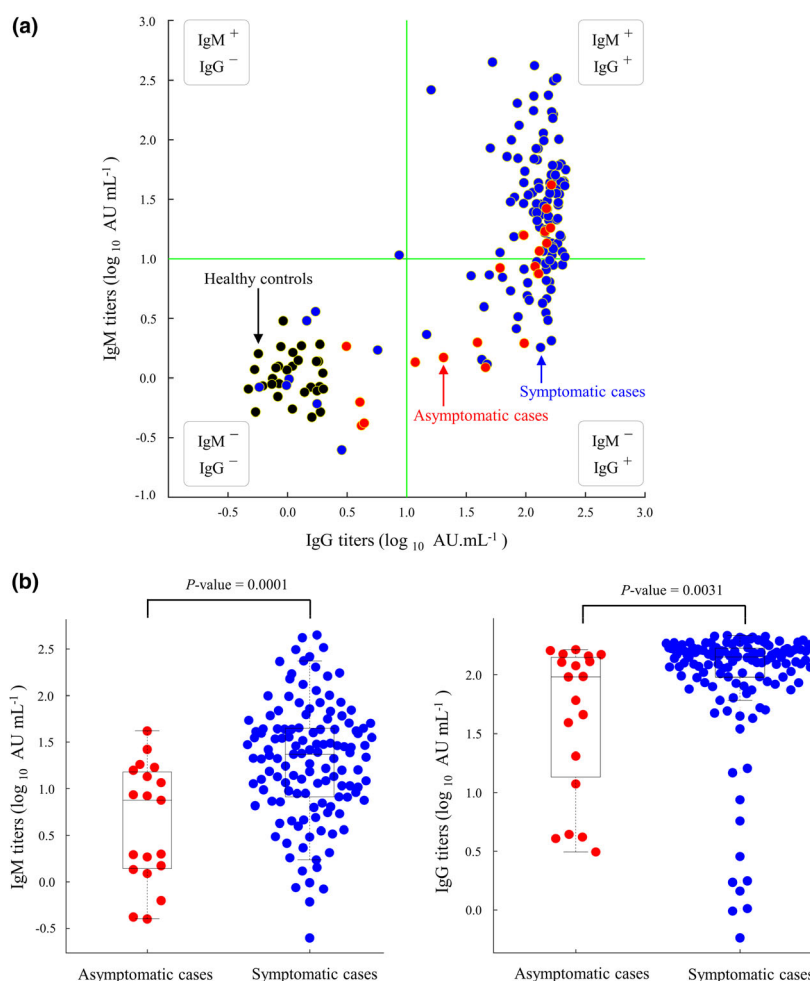 (a)
3.0
2.5
2.0
1.5
1.0
0.5
0.0
-0.5
-1.0
IgM titers (log 10 AU mL-1)
IgM +
IgG −
IgM +
IgG +
Healthy controls
Symptomatic cases
Asymptomatic cases
IgM −
IgG −
IgM −
IgG +
-0.5 0.0 0.5 1.0 1.5 2.0 2.5 3.0
IgG titers (log 10 AU.mL-1)
(b)
P-value = 0.0001
2.5
2.0
1.5
1.0
0.5
0.0
-0.5
IgM titers (log 10 AU mL-1)
Asymptomatic cases Symptomatic cases
P-value = 0.0031
2.0
1.0
0.5
0.0
IgG titers (log 10 AU mL-1)
Asymptomatic cases Symptomatic cases